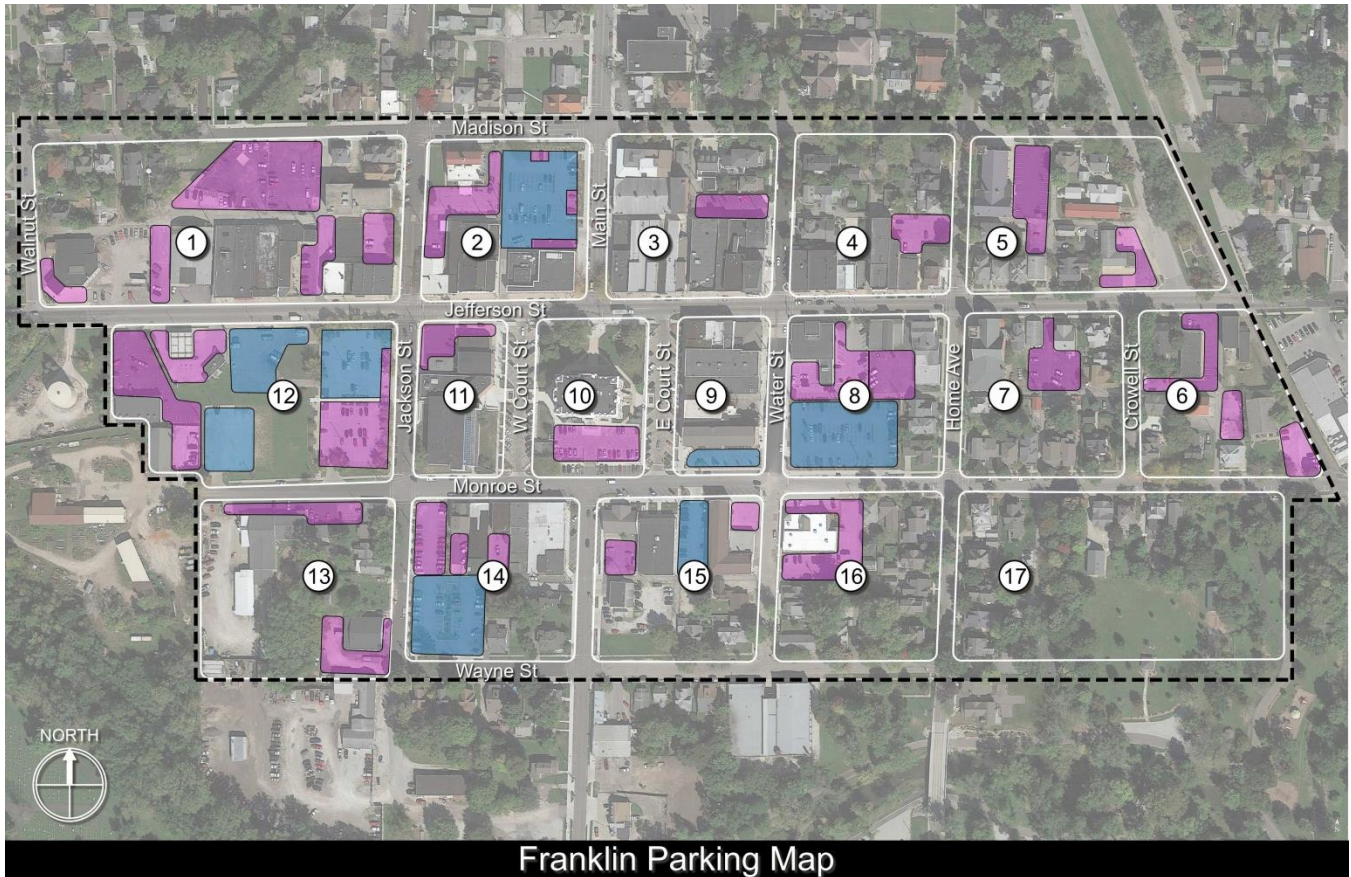 Madison St
Walnut St
Main St
1
2
3
4
5
Jefferson St
Jackson St
W Court St
E Court St
Water St
Home Ave
Crowell St
12
11
10
9
8
7
6
Monroe St
13
14
15
16
17
Wayne St
NORTH
Franklin Parking Map